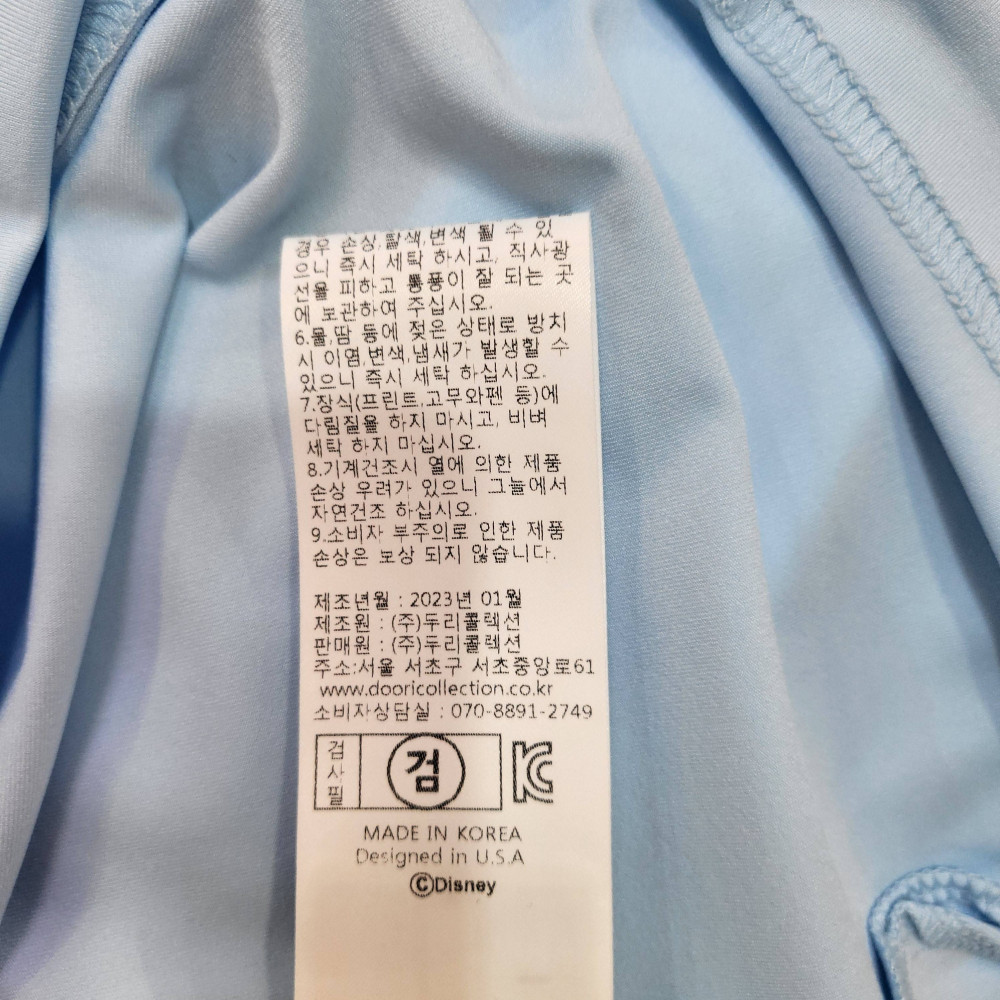 경우 손상,탈색,변색 될 수 있
으니 즉시 세탁 하시고, 직사광
선을 피하고 통풍이 잘 되는 곳
에 보관하여 주십시오.
6.물,땀 등에 젖은 상태로 방치
시 이염,변색,냄새가 발생할 수
있으니 즉시 세탁 하십시오.
7.장식(프린트,고무와펜 등)에
다림질을 하지 마시고, 비벼
세탁 하지 마십시오.
8.기계건조시 열에 의한 제품
손상 우려가 있으니 그늘에서
자연건조 하십시오.
9.소비자 부주의로 인한 제품
손상은 보상 되지 않습니다.
제조년월 : 2023년 01월
제조원 : (주)두리콜렉션
판매원 : (주)두리콜렉션
주소:서울 서초구 서초중앙로61
www.dooricollection.co.kr
소비자상담실 : 070-8891-2749
검사필 검 KC
MADE IN KOREA
Designed in U.S.A
©Disney